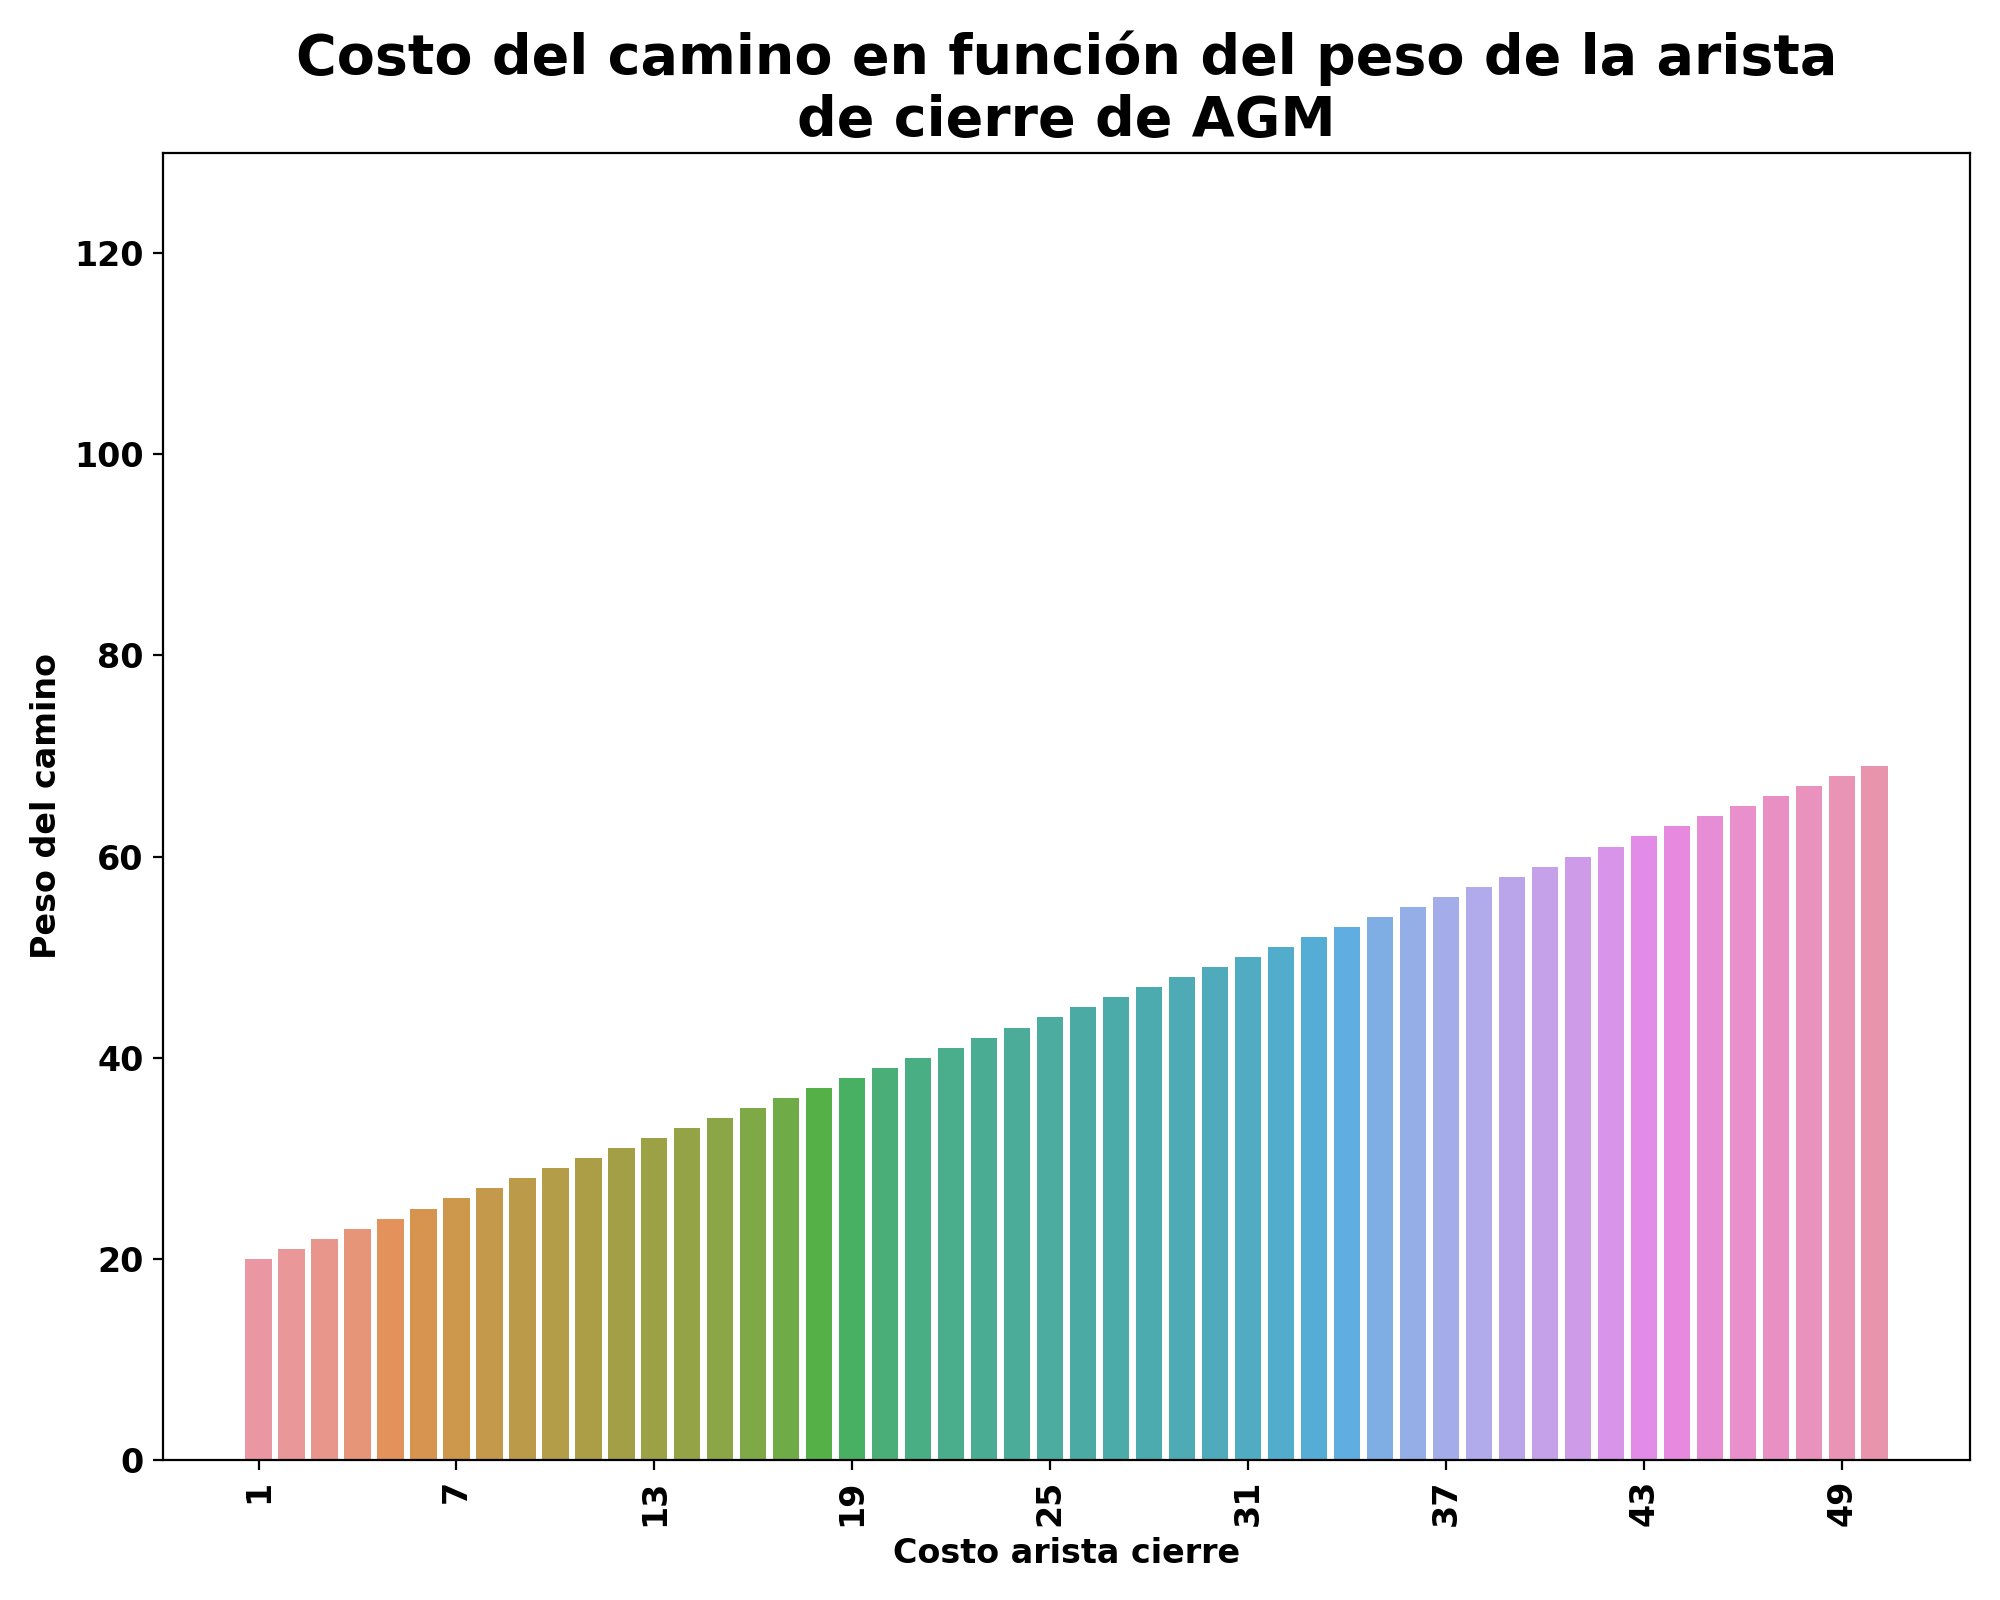 Costo del camino en función del peso de la arista
de cierre de AGM
Peso del camino
120
100
80
60
40
20
0
1 7 13 19 25 31 37 43 49
Costo arista cierre